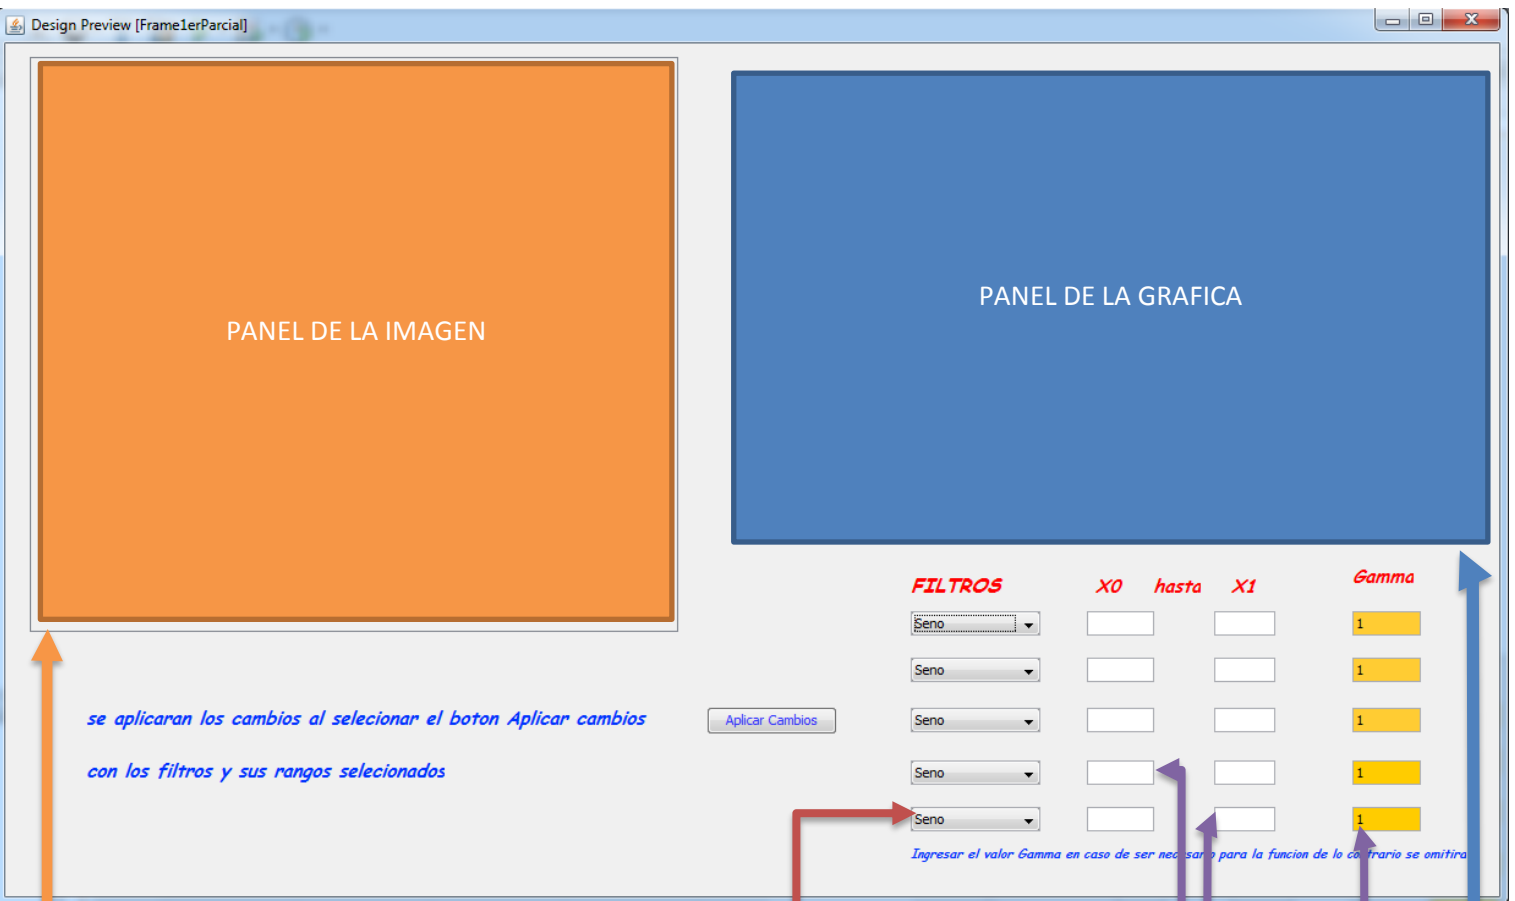 Design Preview [Frame1erParcial]
PANEL DE LA IMAGEN
PANEL DE LA GRAFICA
FILTROS X0 hasta X1 Gamma
Seno 1
Seno 1
se aplicaran los cambios al selecionar el boton Aplicar cambios Aplicar Cambios Seno 1
con los filtros y sus rangos selecionados Seno 1
Seno 1
Ingresar el valor Gamma en caso de ser necesario para la funcion de lo contrario se omitira